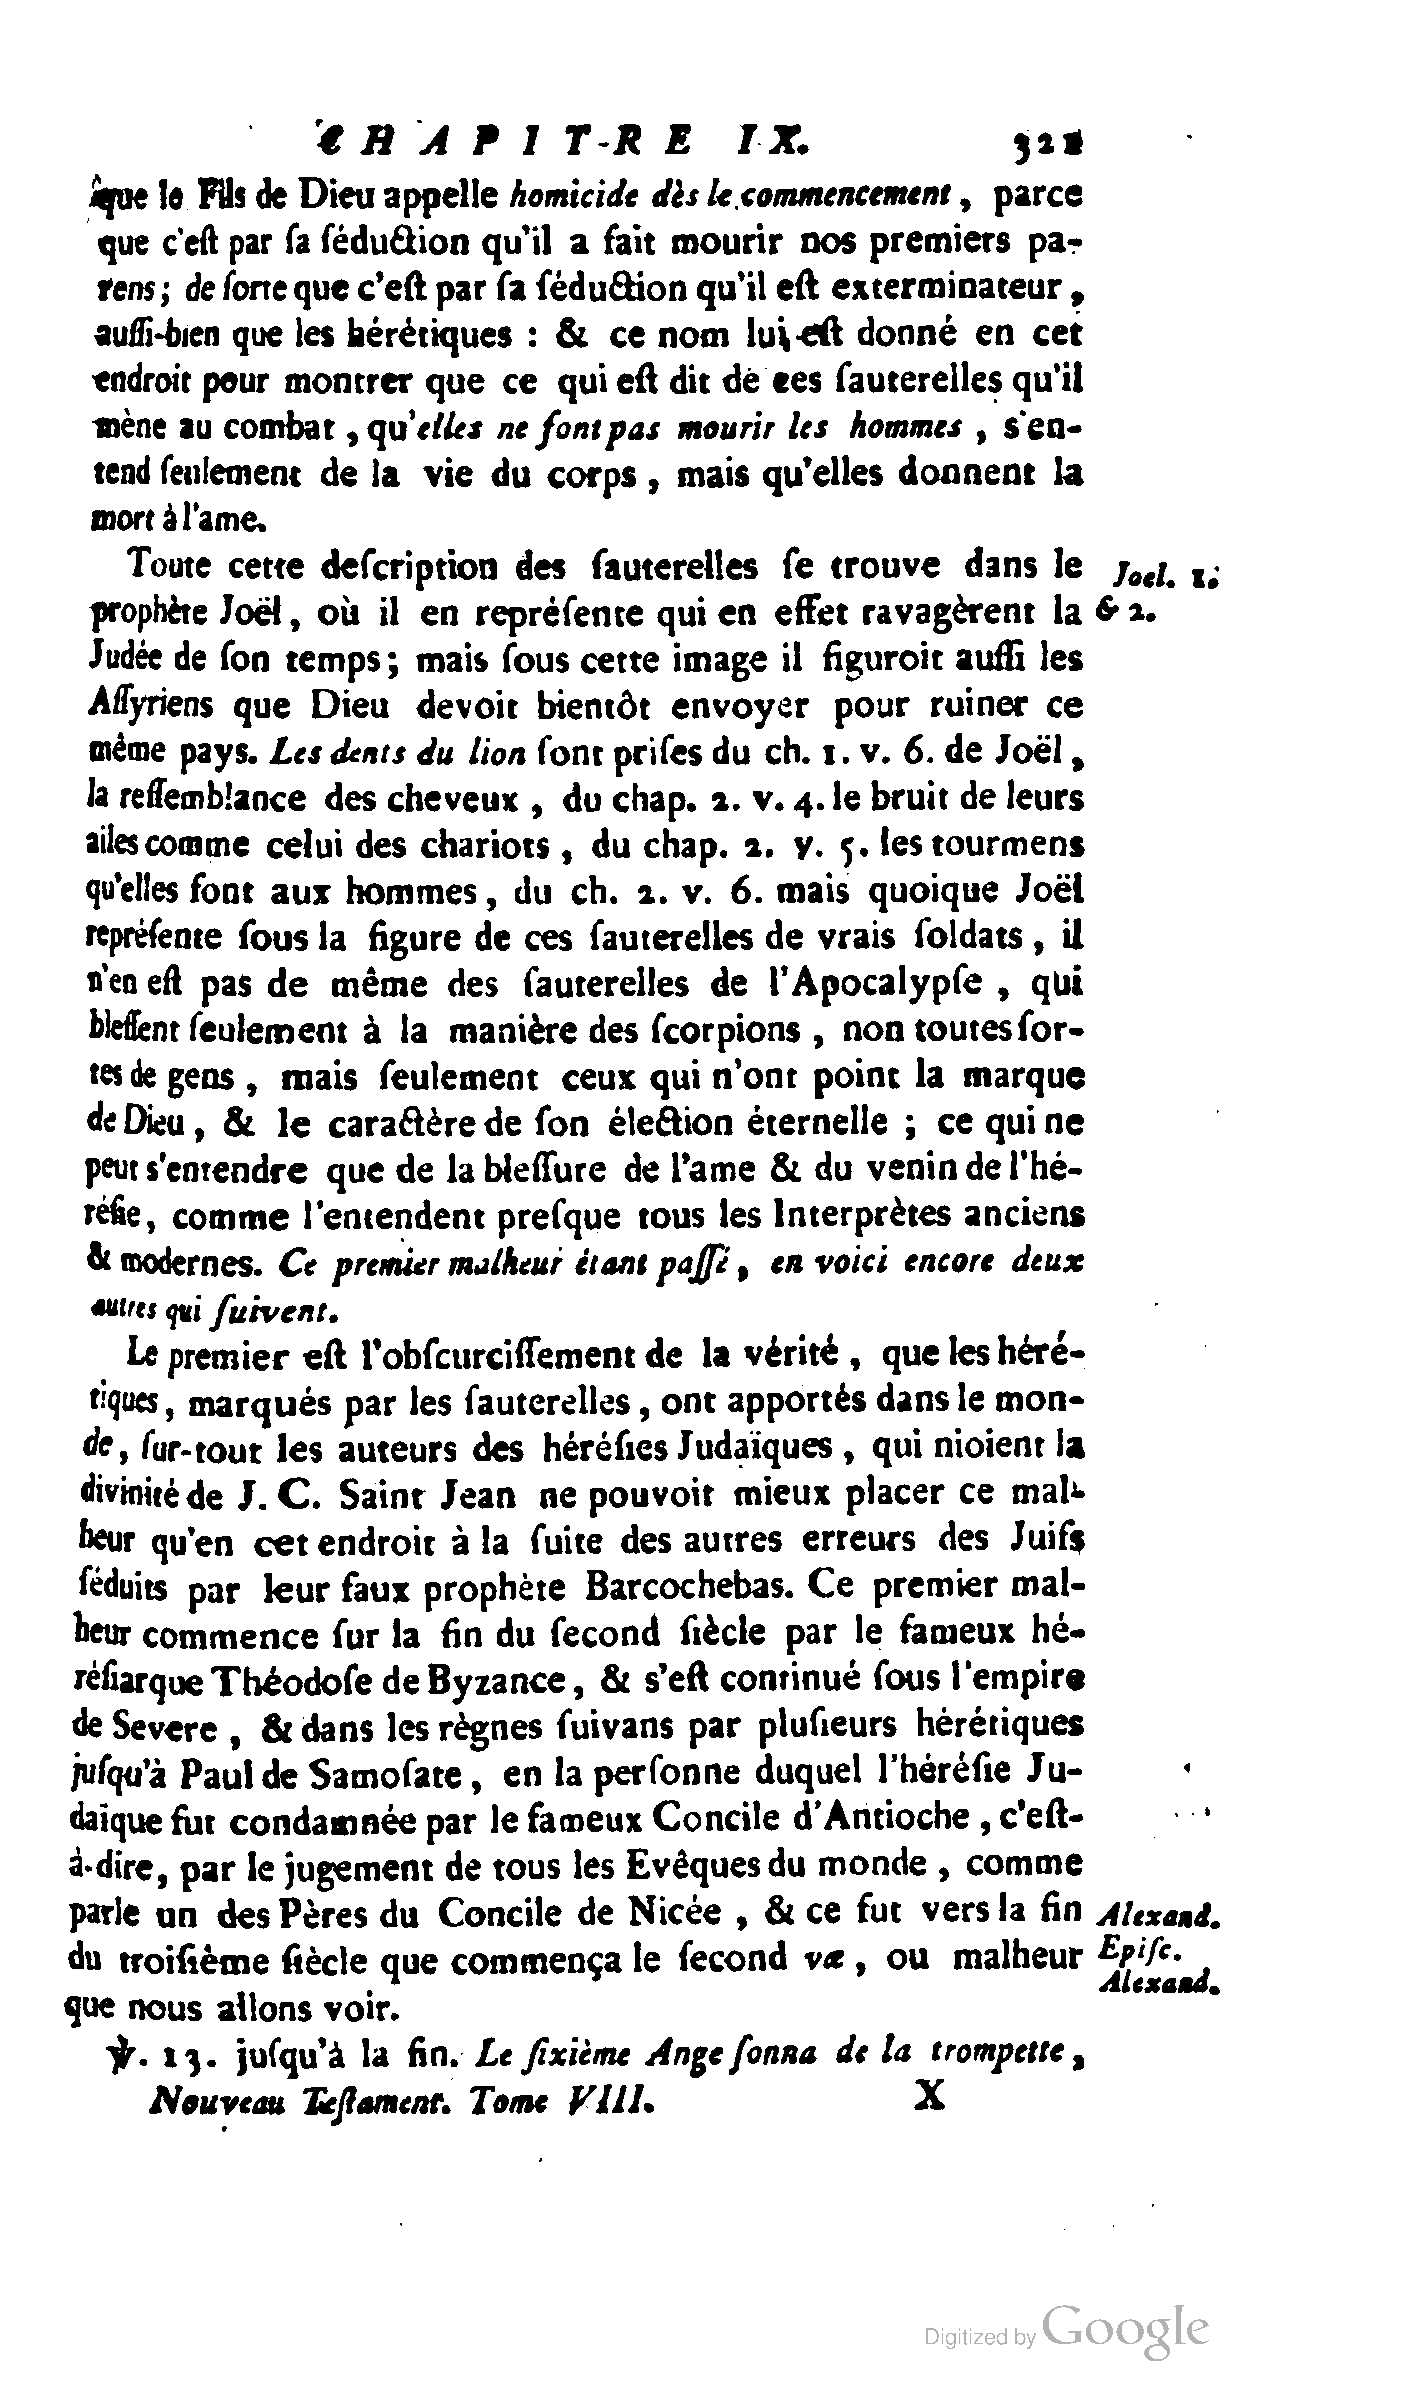 CHAPITRE IX. 321
que le Fils de Dieu appelle homicide dès le commencement, parce
que c'eſt par ſa ſéduction qu'il a fait mourir nos premiers pa-
rens; de ſorte que c'eſt par ſa ſéduction qu'il eſt exterminateur,
auſſi-bien que les hérétiques : & ce nom lui eſt donné en cet
endroit pour montrer que ce qui eſt dit de ces ſauterelles qu'il
mène au combat, qu'elles ne font pas mourir les hommes, s'en-
tend ſeulement de la vie du corps, mais qu'elles donnent la
mort à l'ame.
Toute cette deſcription des ſauterelles ſe trouve dans le Joel. 1.
prophète Joël, où il en repréſente qui en effet ravagèrent la & 2.
Judée de ſon temps; mais ſous cette image il figuroit auſſi les
Aſſyriens que Dieu devoit bientôt envoyer pour ruiner ce
même pays. Les dents du lion ſont priſes du ch. 1. v. 6. de Joël,
la reſſemblance des cheveux, du chap. 2. v. 4. le bruit de leurs
ailes comme celui des chariots, du chap. 2. v. 5. les tourmens
qu'elles font aux hommes, du ch. 2. v. 6. mais quoique Joël
repréſente ſous la figure de ces ſauterelles de vrais ſoldats, il
n'en eſt pas de même des ſauterelles de l'Apocalypſe, qui
bleſſent ſeulement à la manière des ſcorpions, non toutes ſor-
tes de gens, mais ſeulement ceux qui n'ont point la marque
de Dieu, & le caractère de ſon élection éternelle ; ce qui ne
peut s'entendre que de la bleſſure de l'ame & du venin de l'hé-
réſie, comme l'entendent preſque tous les Interprètes anciens
& modernes. Ce premier malheur étant paſſé, en voici encore deux
autres qui ſuivent.
Le premier eſt l'obſcurciſſement de la vérité, que les héré-
tiques, marqués par les ſauterelles, ont apportés dans le mon-
de, ſur-tout les auteurs des héréſies Judaïques, qui nioient la
divinité de J. C. Saint Jean ne pouvoit mieux placer ce mal-
heur qu'en cet endroit à la ſuite des autres erreurs des Juifs
ſéduits par leur faux prophète Barcochebas. Ce premier mal-
heur commence ſur la fin du ſecond ſiècle par le fameux hé-
réſiarque Théodoſe de Byzance, & s'eſt continué ſous l'empire
de Severe, & dans les règnes ſuivans par pluſieurs hérétiques
juſqu'à Paul de Samoſate, en la perſonne duquel l'héréſie Ju-
daïque fut condamnée par le fameux Concile d'Antioche, c'eſt-
à-dire, par le jugement de tous les Evêques du monde, comme
parle un des Pères du Concile de Nicée, & ce fut vers la fin Alexand.
du troiſième ſiècle que commença le ſecond væ, ou malheur Epiſc.
Alexand.
que nous allons voir.
℣. 13. juſqu'à la fin. Le ſixième Ange ſonna de la trompette,
Nouveau Teſtament. Tome VIII. X
Digitized by Google